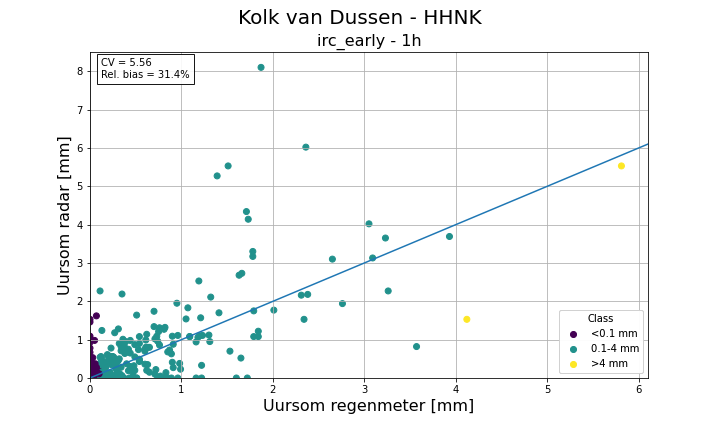 Kolk van Dussen - HHNK
irc_early - 1h
CV = 5.56
Rel. bias = 31.4%
Uursom radar [mm]
8
7
6
5
4
3
2
1
0
0 1 2 3 4 5 6
Uursom regenmeter [mm]
Class
<0.1 mm
0.1-4 mm
>4 mm